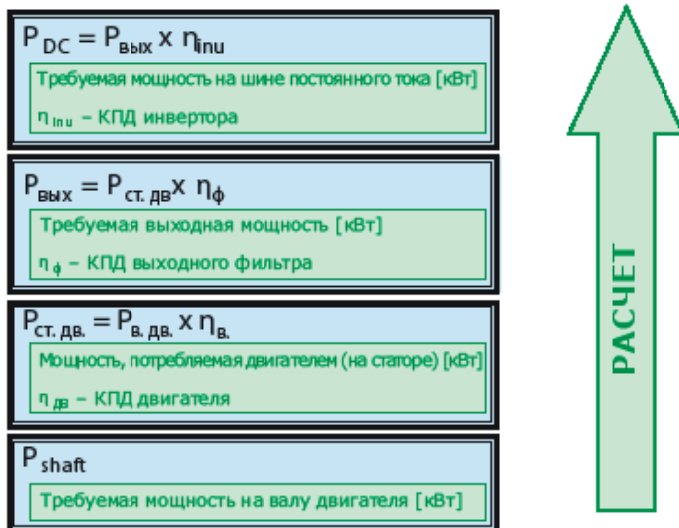 P DC = Pвых x ηinu
Требуемая мощность на шине постоянного тока [кВт]
η inu – КПД инвертора
Pвых = Pст. дв x ηф
Требуемая выходная мощность [кВт]
η ф – КПД выходного фильтра
Pст. дв. = Pв. дв. x ηв.
Мощность, потребляемая двигателем (на статоре) [кВт]
η дв – КПД двигателя
P shaft
Требуемая мощность на валу двигателя [кВт]
РАСЧЕТ